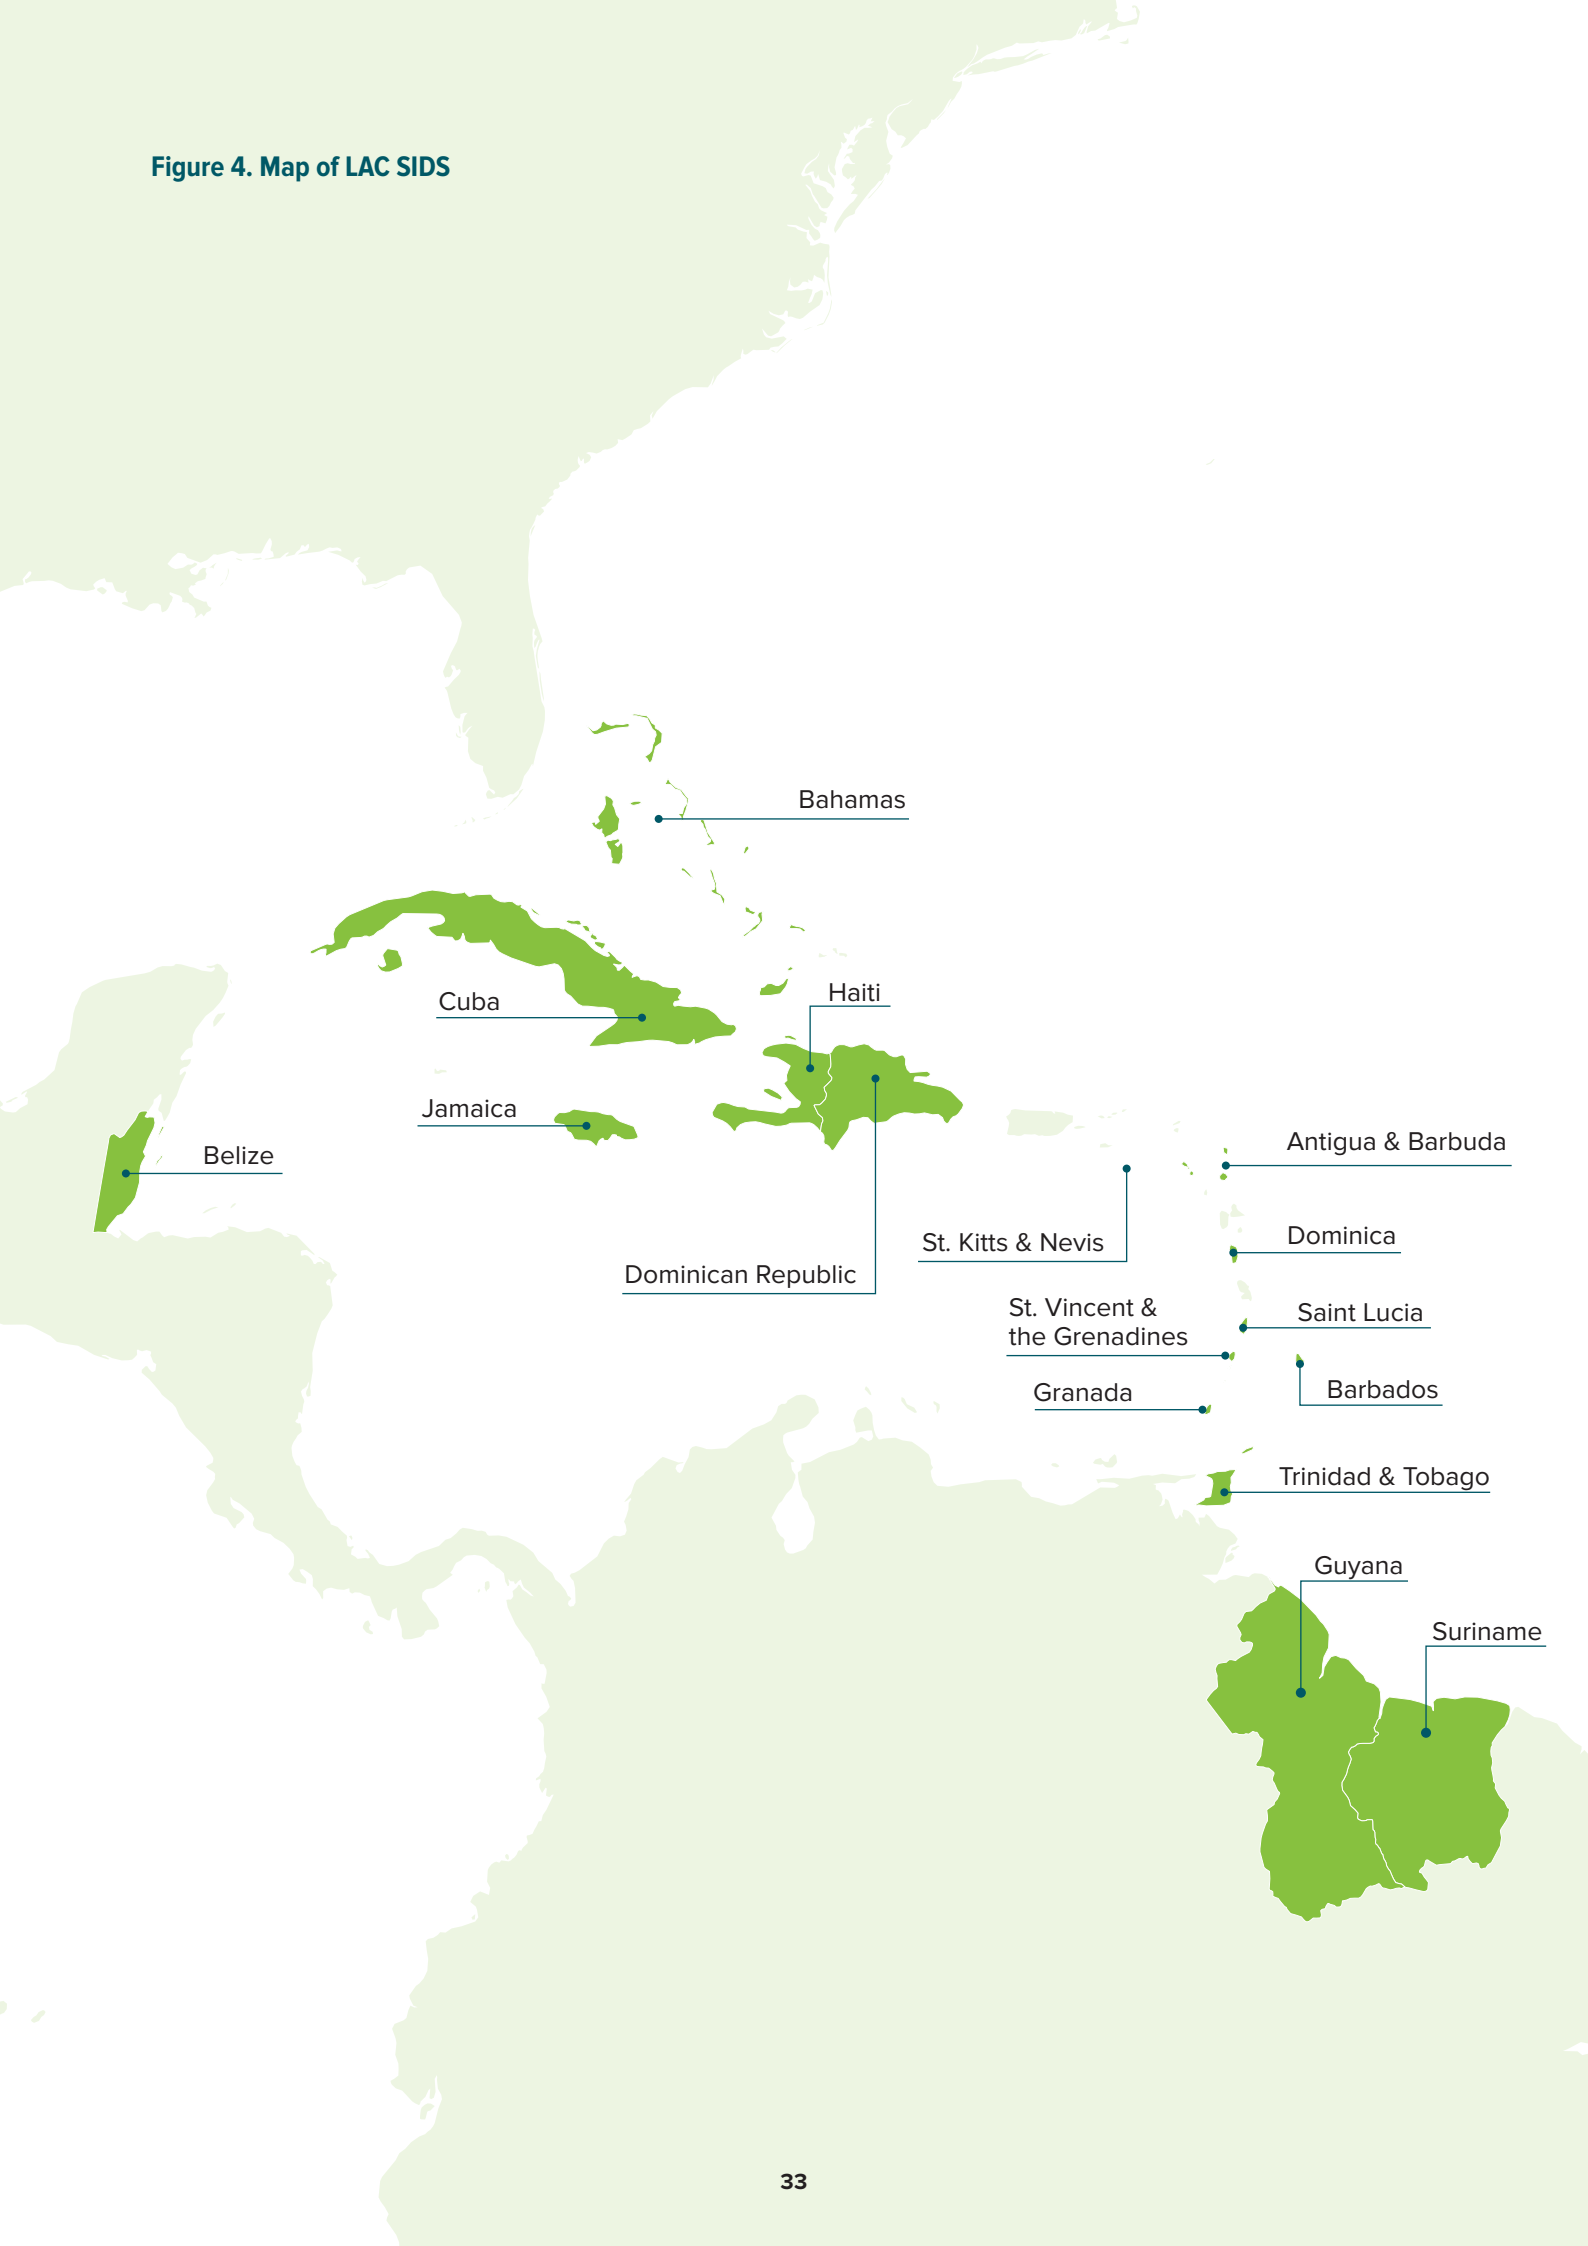 Figure 4. Map of LAC SIDS
Bahamas
Haiti
Cuba
Jamaica
Antigua & Barbuda
Belize
Dominica
St. Kitts & Nevis
Dominican Republic
St. Vincent &
the Grenadines
Saint Lucia
Granada
Barbados
Trinidad & Tobago
Guyana
Suriname
33